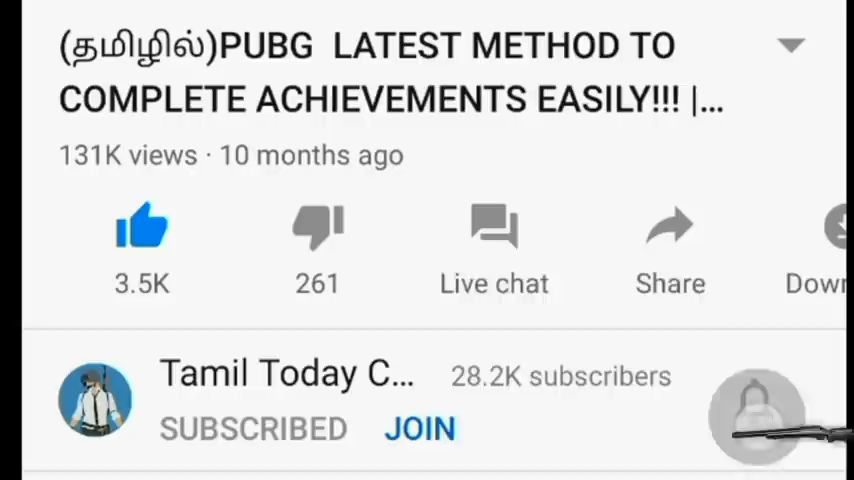 (தமிழில்)PUBG LATEST METHOD TO
COMPLETE ACHIEVEMENTS EASILY!!! |...
131K views · 10 months ago
3.5K 261 Live chat Share Down
Tamil Today C... 28.2K subscribers
SUBSCRIBED JOIN